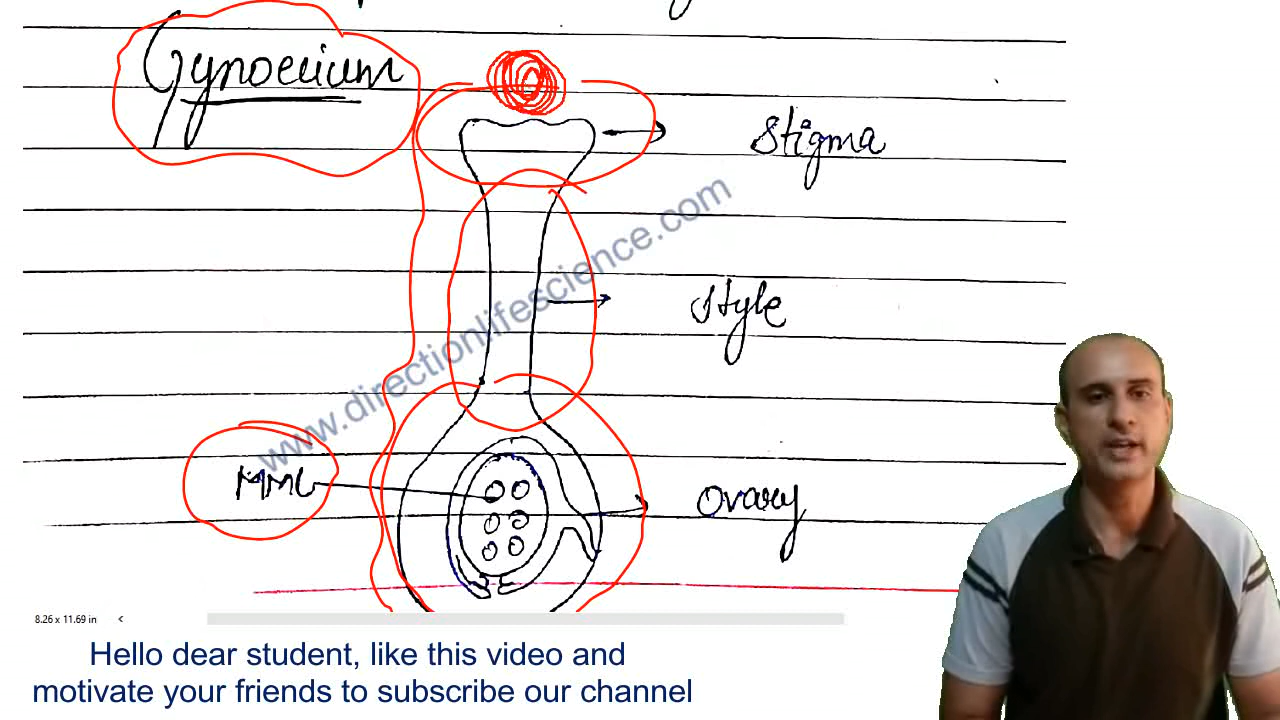 Gynoecium
Stigma
www.directionlifescience.com
Style
MMC
Ovary
8.26 x 11.69 in
Hello dear student, like this video and
motivate your friends to subscribe our channel